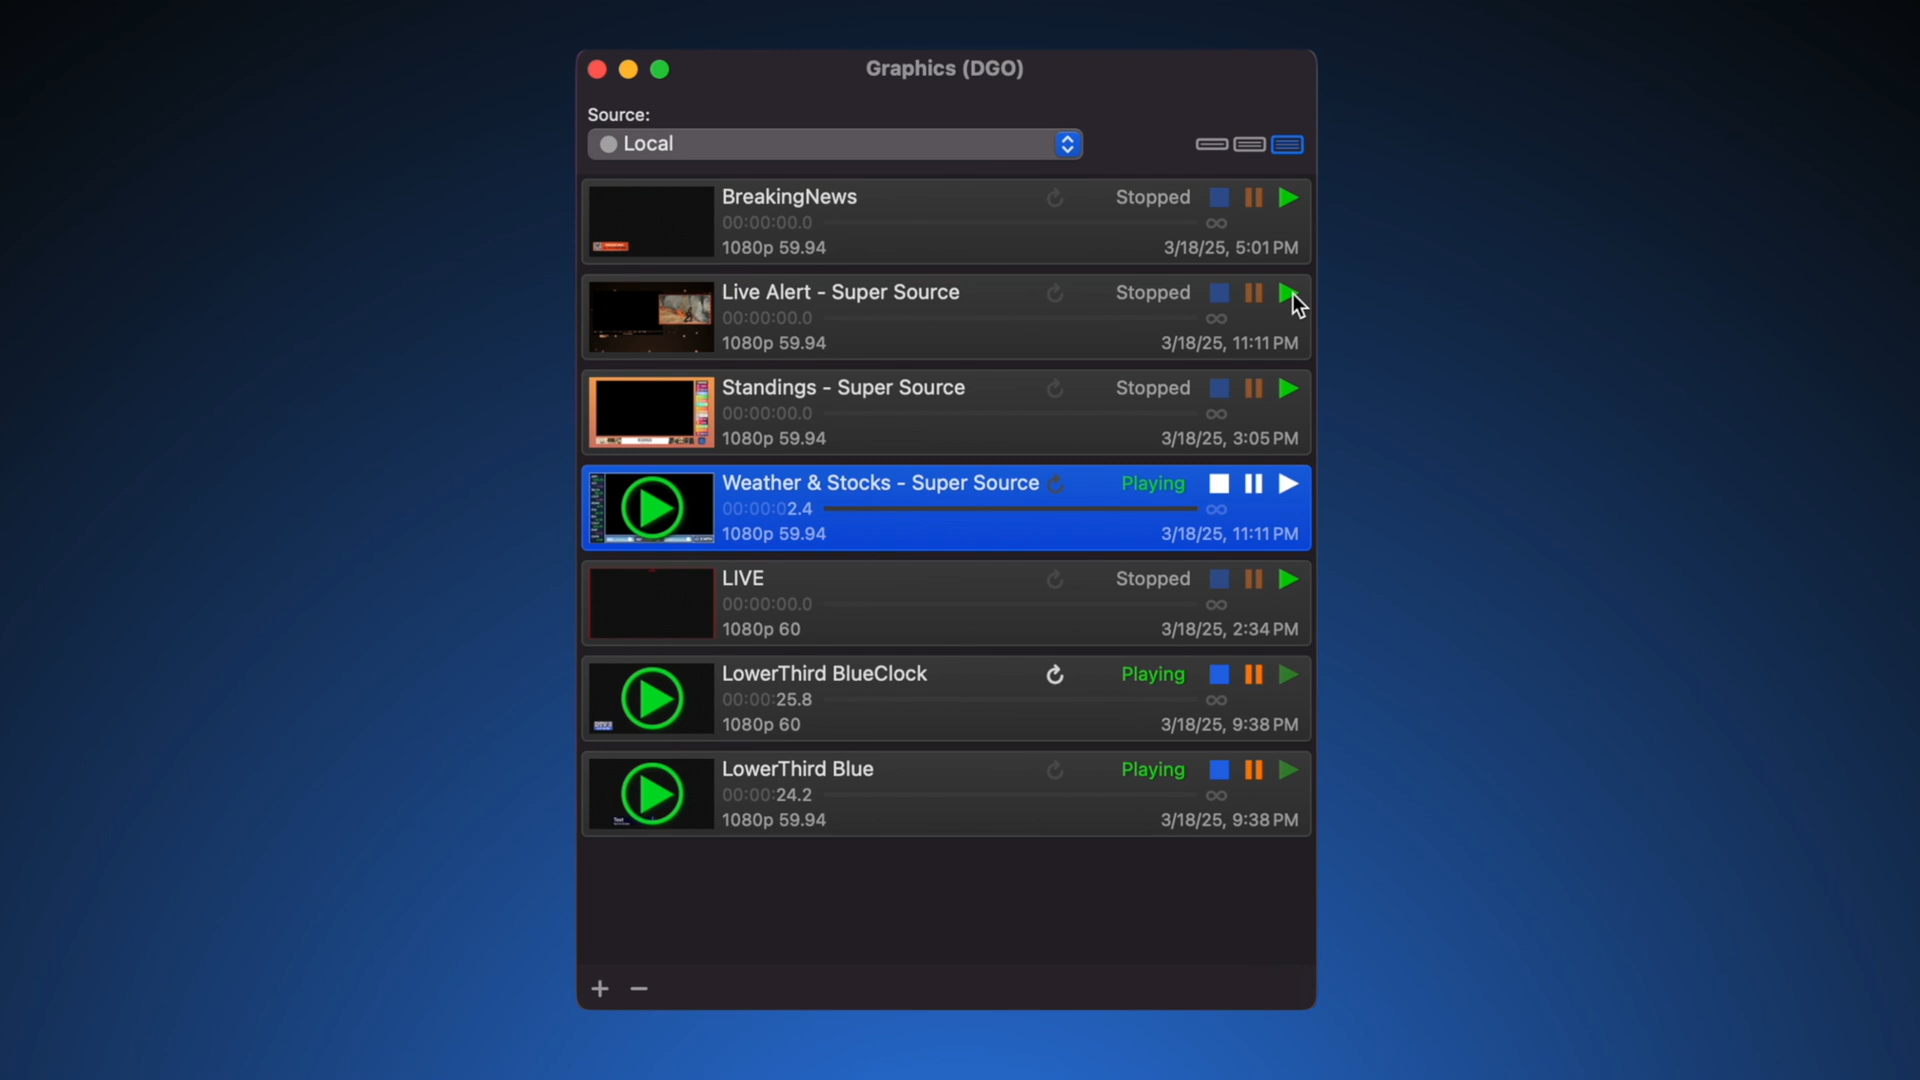 Graphics (DGO)
Source:
Local
BreakingNews
Stopped
00:00:00.0
∞
1080p 59.94
3/18/25, 5:01 PM
Live Alert - Super Source
Stopped
00:00:00.0
∞
1080p 59.94
3/18/25, 11:11 PM
Standings - Super Source
Stopped
00:00:00.0
∞
1080p 59.94
3/18/25, 3:05 PM
Weather & Stocks - Super Source
Playing
00:00:02.4
∞
1080p 59.94
3/18/25, 11:11 PM
LIVE
Stopped
00:00:00.0
∞
1080p 60
3/18/25, 2:34 PM
LowerThird BlueClock
Playing
00:00:25.8
∞
1080p 60
3/18/25, 9:38 PM
LowerThird Blue
Playing
00:00:24.2
∞
1080p 59.94
3/18/25, 9:38 PM
+ −